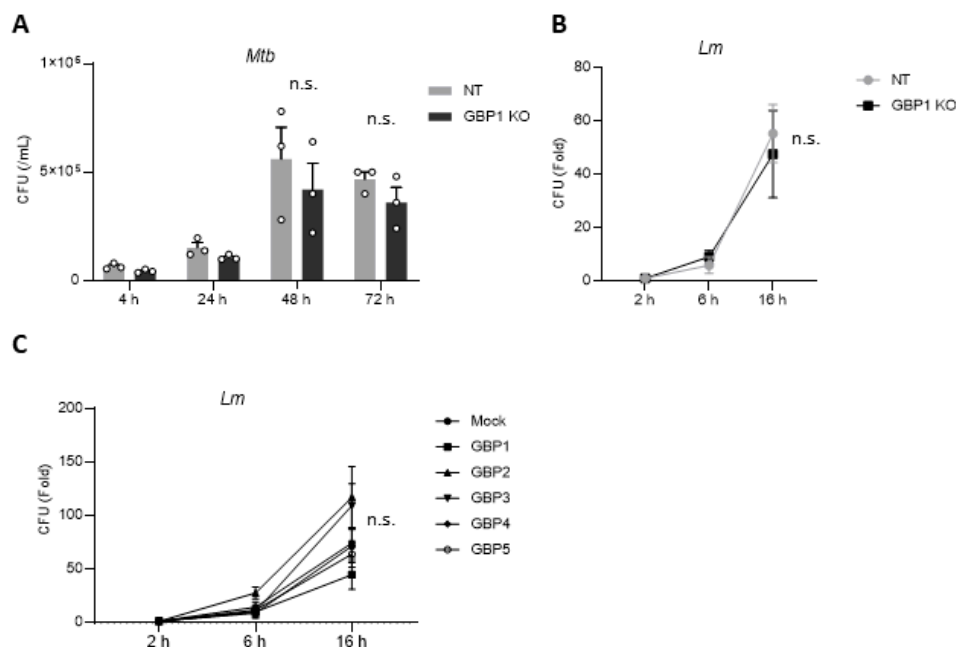 A
Mtb
1×10⁶
5×10⁵
0
CFU (/mL)
n.s.
n.s.
4 h 24 h 48 h 72 h
NT
GBP1 KO
B
Lm
80
60
40
20
0
CFU (Fold)
n.s.
2 h 6 h 16 h
NT
GBP1 KO
C
Lm
200
150
100
50
0
CFU (Fold)
n.s.
2 h 6 h 16 h
Mock
GBP1
GBP2
GBP3
GBP4
GBP5